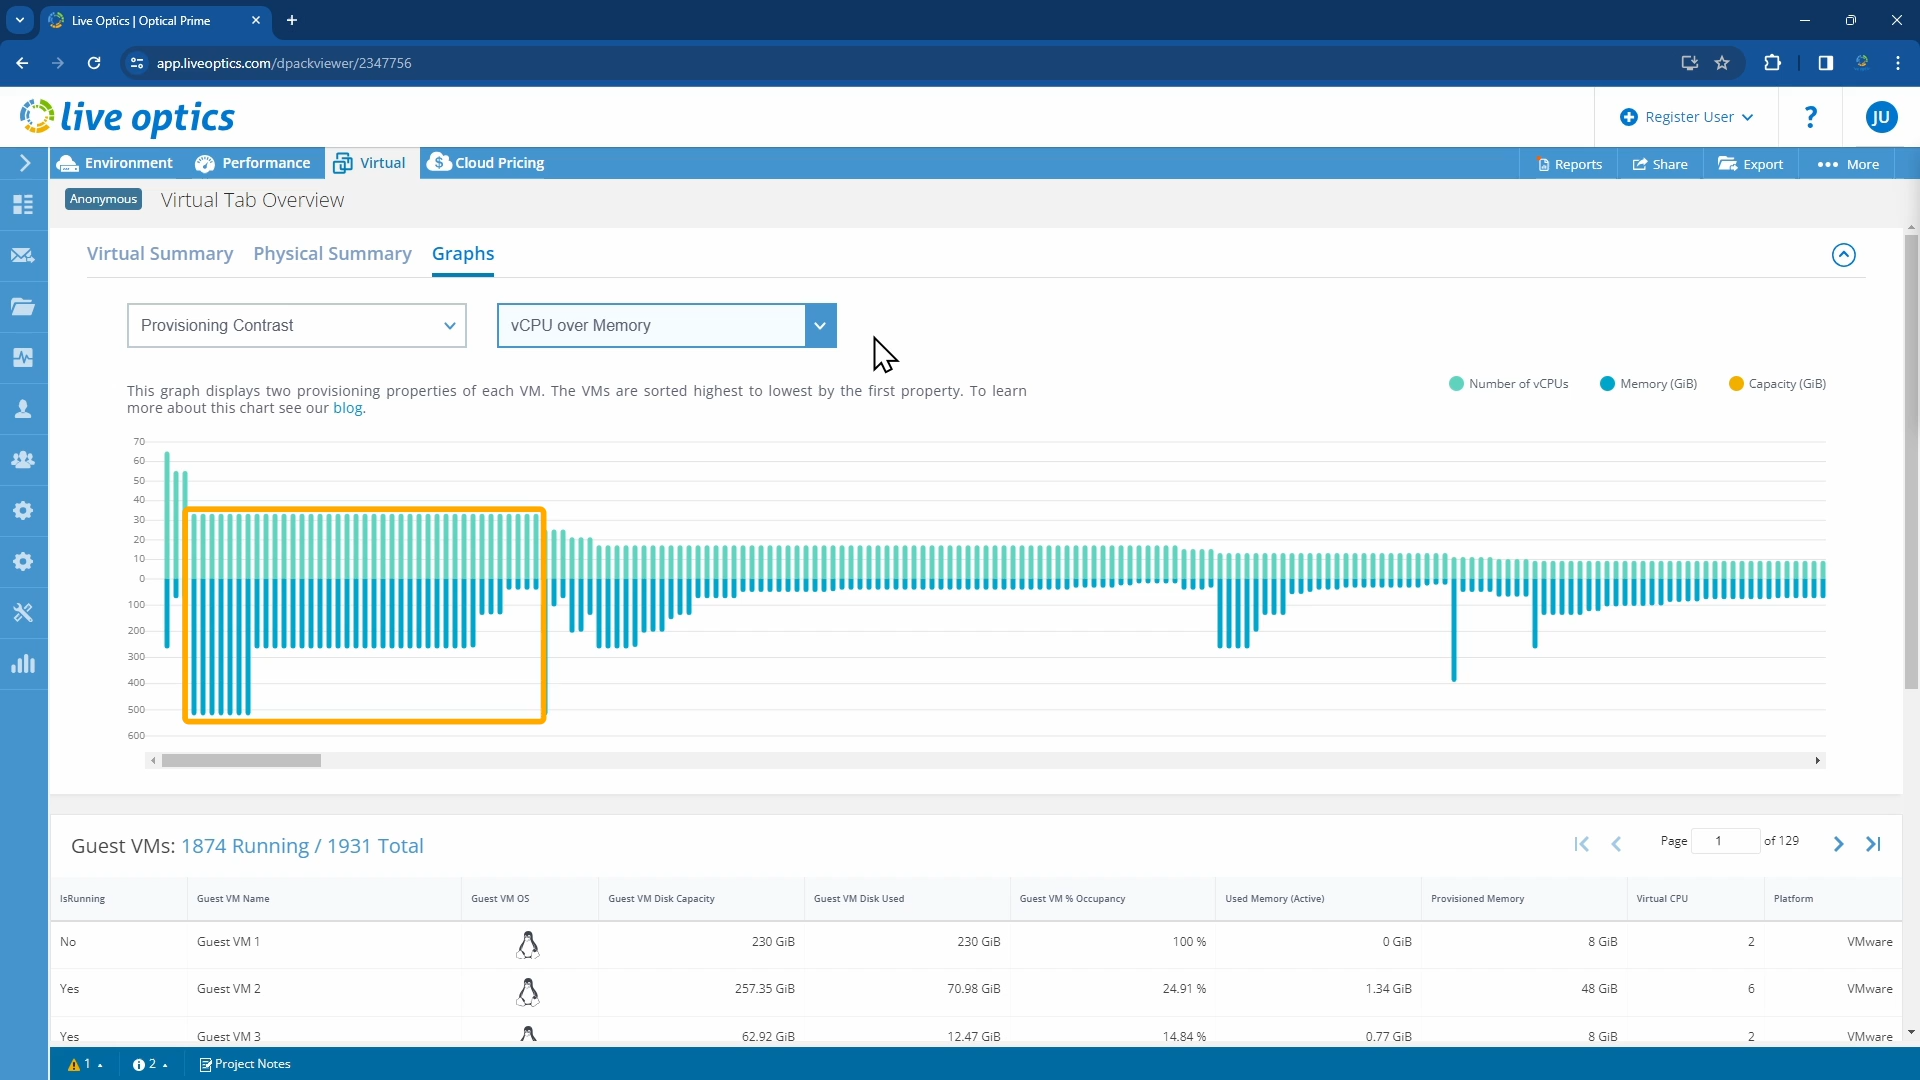 Live Optics | Optical Prime
app.liveoptics.com/dpackviewer/2347756
live optics
Register User
?
JU
Environment
Performance
Virtual
Cloud Pricing
Reports
Share
Export
More
Anonymous
Virtual Tab Overview
Virtual Summary
Physical Summary
Graphs
Provisioning Contrast
vCPU over Memory
This graph displays two provisioning properties of each VM. The VMs are sorted highest to lowest by the first property. To learn
more about this chart see our blog.
Number of vCPUs
Memory (GiB)
Capacity (GiB)
70
60
50
40
30
20
10
0
100
200
300
400
500
600
Guest VMs: 1874 Running / 1931 Total
Page 1 of 129
IsRunning Guest VM Name Guest VM OS Guest VM Disk Capacity Guest VM Disk Used Guest VM % Occupancy Used Memory (Active) Provisioned Memory Virtual CPU Platform
No Guest VM 1 230 GiB 230 GiB 100 % 0 GiB 8 GiB 2 VMware
Yes Guest VM 2 257.35 GiB 70.98 GiB 24.91 % 1.34 GiB 48 GiB 6 VMware
Yes Guest VM 3 62.92 GiB 12.47 GiB 14.84 % 0.77 GiB 8 GiB 2 VMware
1
2
Project Notes